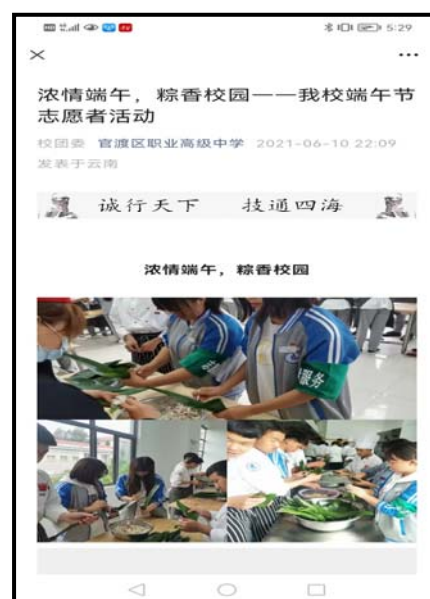 5:29
浓情端午，粽香校园——我校端午节
志愿者活动
校团委 官渡区职业高级中学 2021-06-10 22:09
发表于云南
诚行天下 技通四海
浓情端午，粽香校园
服务